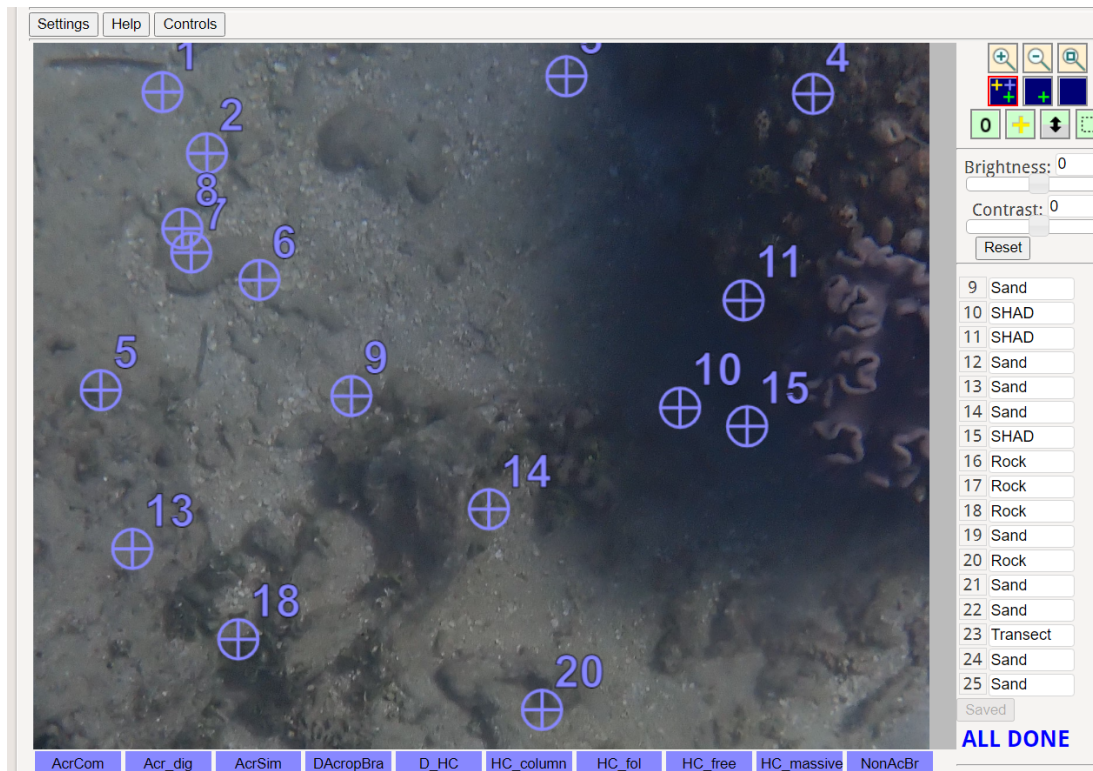 Settings Help Controls
1
3
4
2
8
7
6
11
5
9
10
15
14
13
18
20
0
Brightness: 0
Contrast: 0
Reset
9 Sand
10 SHAD
11 SHAD
12 Sand
13 Sand
14 Sand
15 SHAD
16 Rock
17 Rock
18 Rock
19 Sand
20 Rock
21 Sand
22 Sand
23 Transect
24 Sand
25 Sand
Saved
ALL DONE
AcrCom Acr_dig AcrSim DAcropBra D_HC HC_column HC_fol HC_free HC_massive NonAcBr